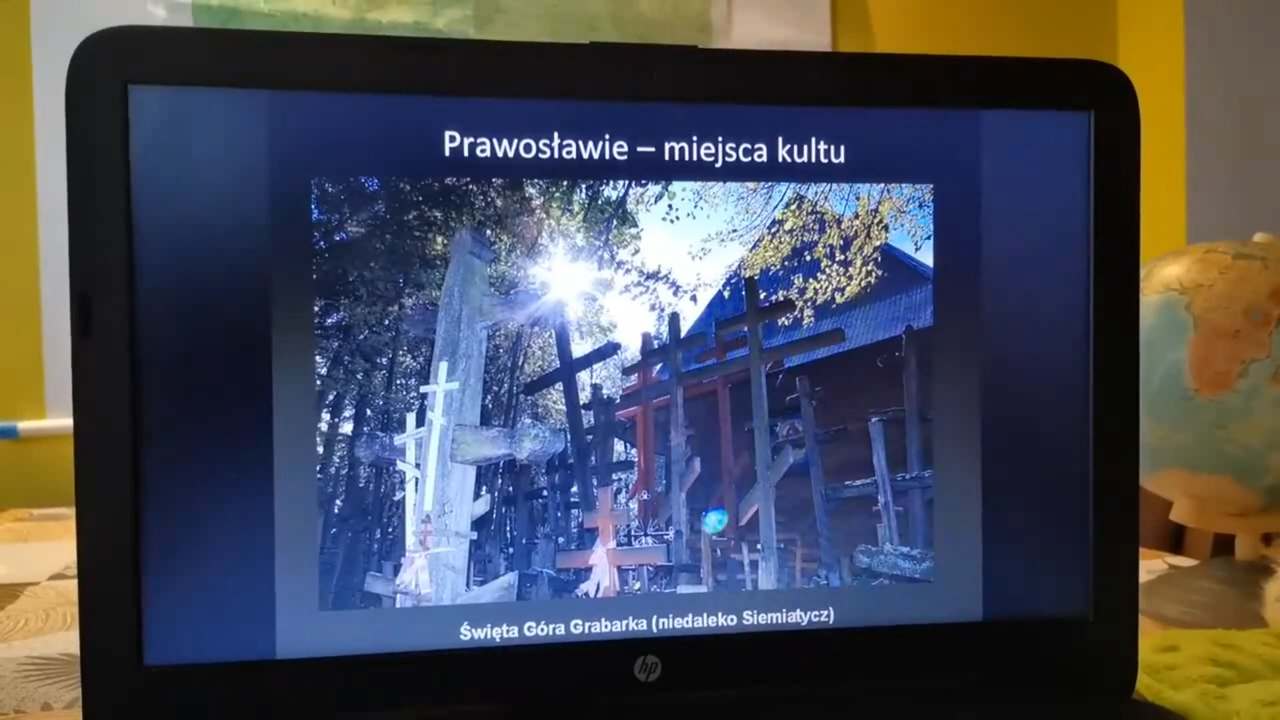 Prawosławie – miejsca kultu
Święta Góra Grabarka (niedaleko Siemiatycz)
hp